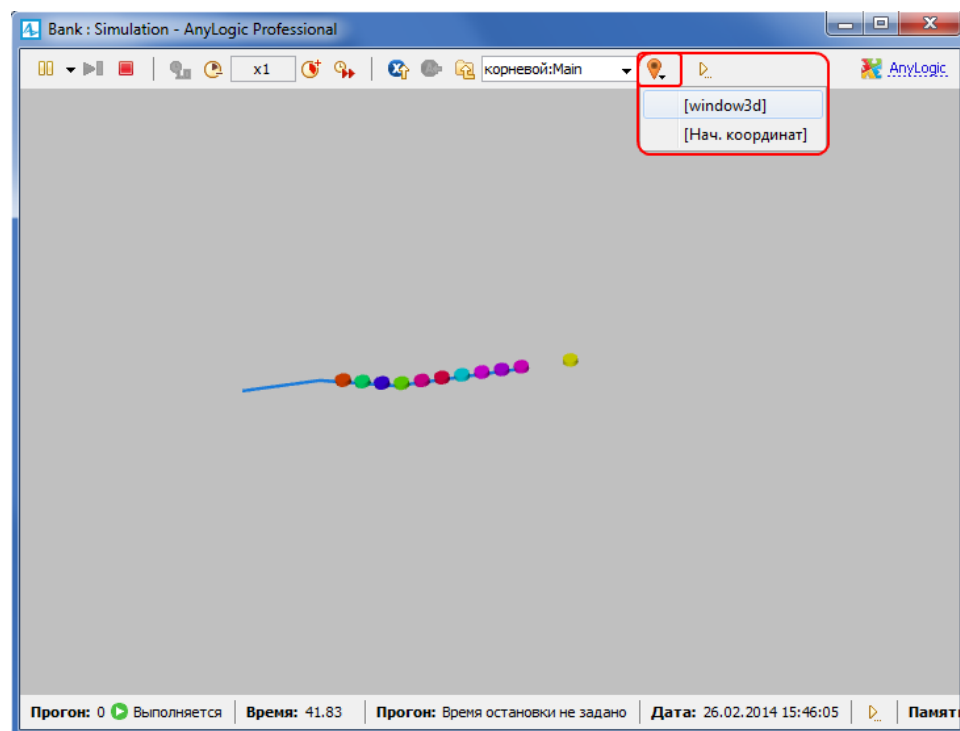 Bank : Simulation - AnyLogic Professional
x1 корневой:Main AnyLogic
[window3d]
[Нач. координат]
Прогон: 0 Выполняется Время: 41.83 Прогон: Время остановки не задано Дата: 26.02.2014 15:46:05 Памят